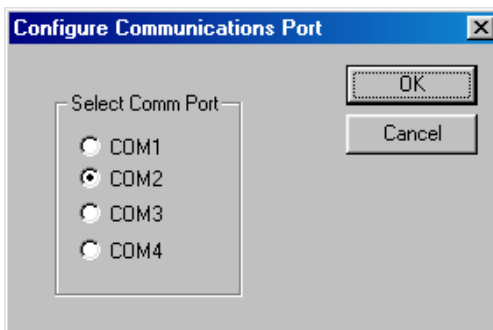 Configure Communications Port
OK
Select Comm Port
Cancel
COM1
COM2
COM3
COM4